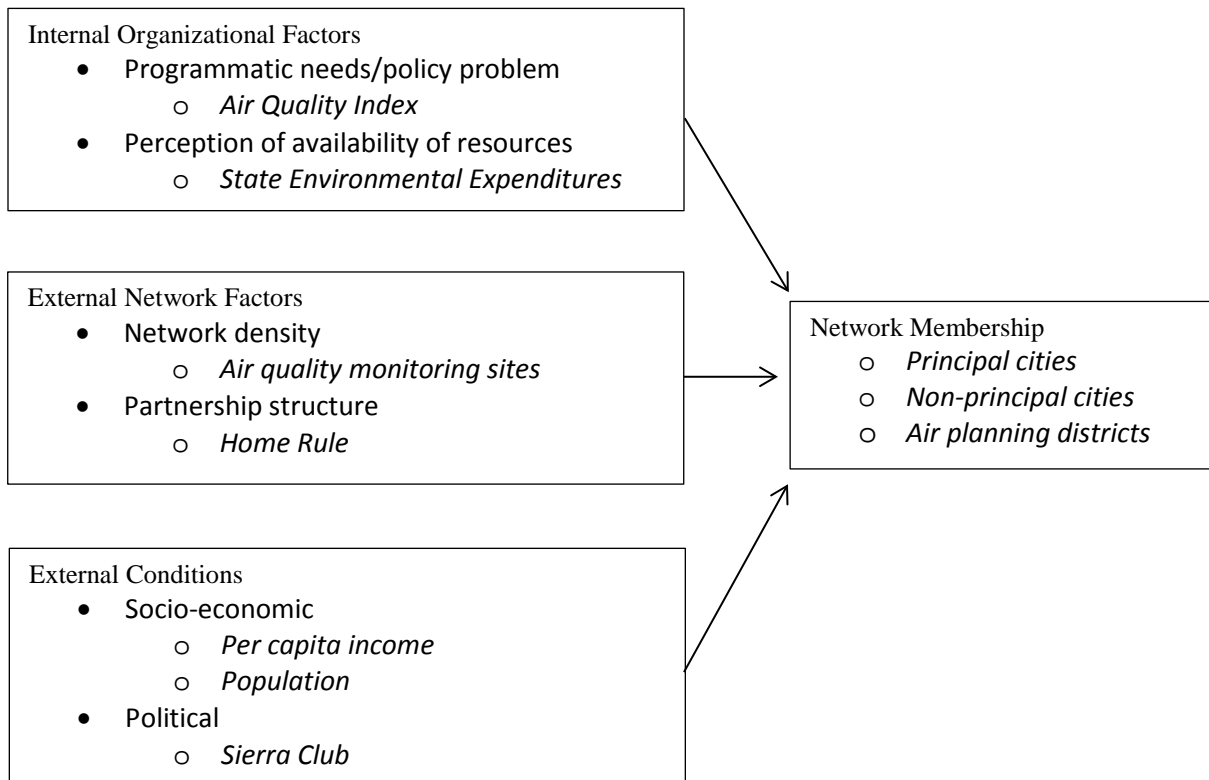 Internal Organizational Factors
• Programmatic needs/policy problem
o Air Quality Index
• Perception of availability of resources
o State Environmental Expenditures
External Network Factors
• Network density
o Air quality monitoring sites
• Partnership structure
o Home Rule
Network Membership
o Principal cities
o Non-principal cities
o Air planning districts
External Conditions
• Socio-economic
o Per capita income
o Population
• Political
o Sierra Club